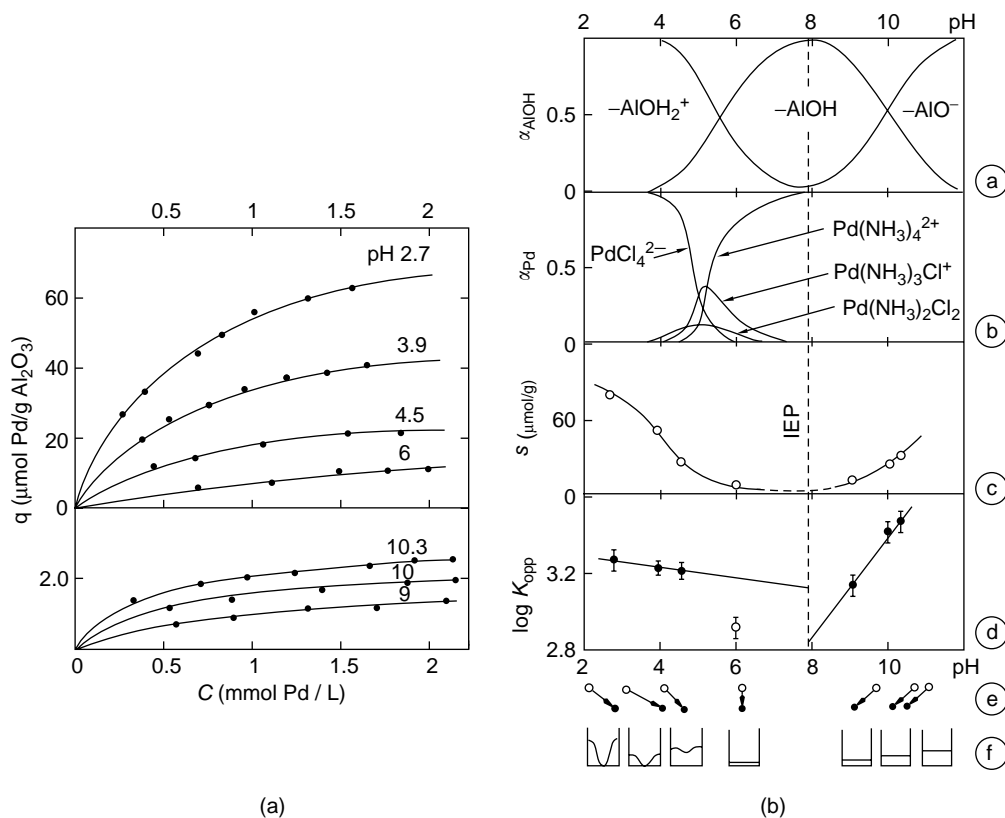 0.5 1 1.5 2
pH 2.7
3.9
4.5
6
60
40
20
0
q (μmol Pd/g Al₂O₃)
10.3
10
9
2.0
0 0.5 1 1.5 2
C (mmol Pd / L)
(a)
2 4 6 8 10 pH
α_AlOH
0.5
0
–AlOH₂⁺ –AlOH –AlO⁻
a
α_Pd
0.5
0
PdCl₄²⁻
Pd(NH₃)₄²⁺
Pd(NH₃)₃Cl⁺
Pd(NH₃)₂Cl₂
b
s (μmol/g)
60
0
IEP
c
log K_opp
3.2
2.8
d
2 4 6 8 10 pH
e
f
(b)